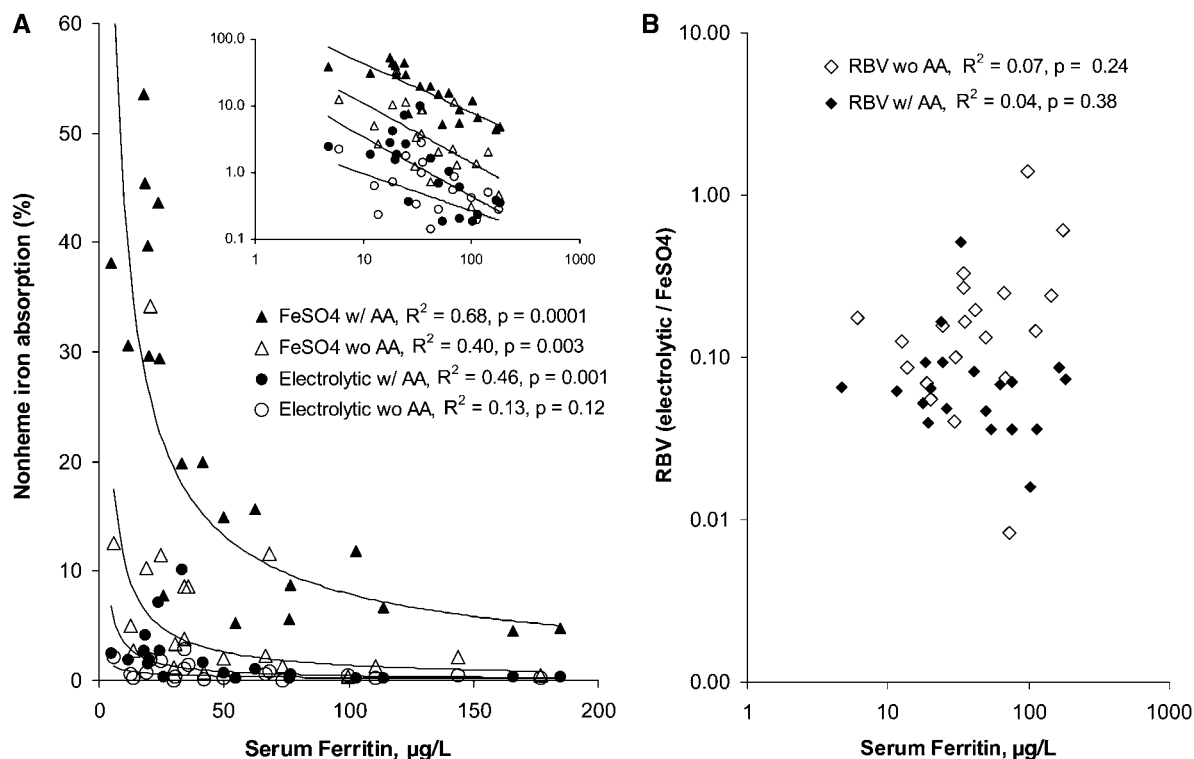 A
Nonheme iron absorption (%)
60
50
40
30
20
10
0
0 50 100 150 200
Serum Ferritin, µg/L
100.0
10.0
1.0
0.1
1 10 100 1000
FeSO4 w/ AA, R² = 0.68, p = 0.0001
FeSO4 wo AA, R² = 0.40, p = 0.003
Electrolytic w/ AA, R² = 0.46, p = 0.001
Electrolytic wo AA, R² = 0.13, p = 0.12
B
RBV (electrolytic / FeSO4)
10.00
1.00
0.10
0.01
0.00
1 10 100 1000
Serum Ferritin, µg/L
RBV wo AA, R² = 0.07, p = 0.24
RBV w/ AA, R² = 0.04, p = 0.38